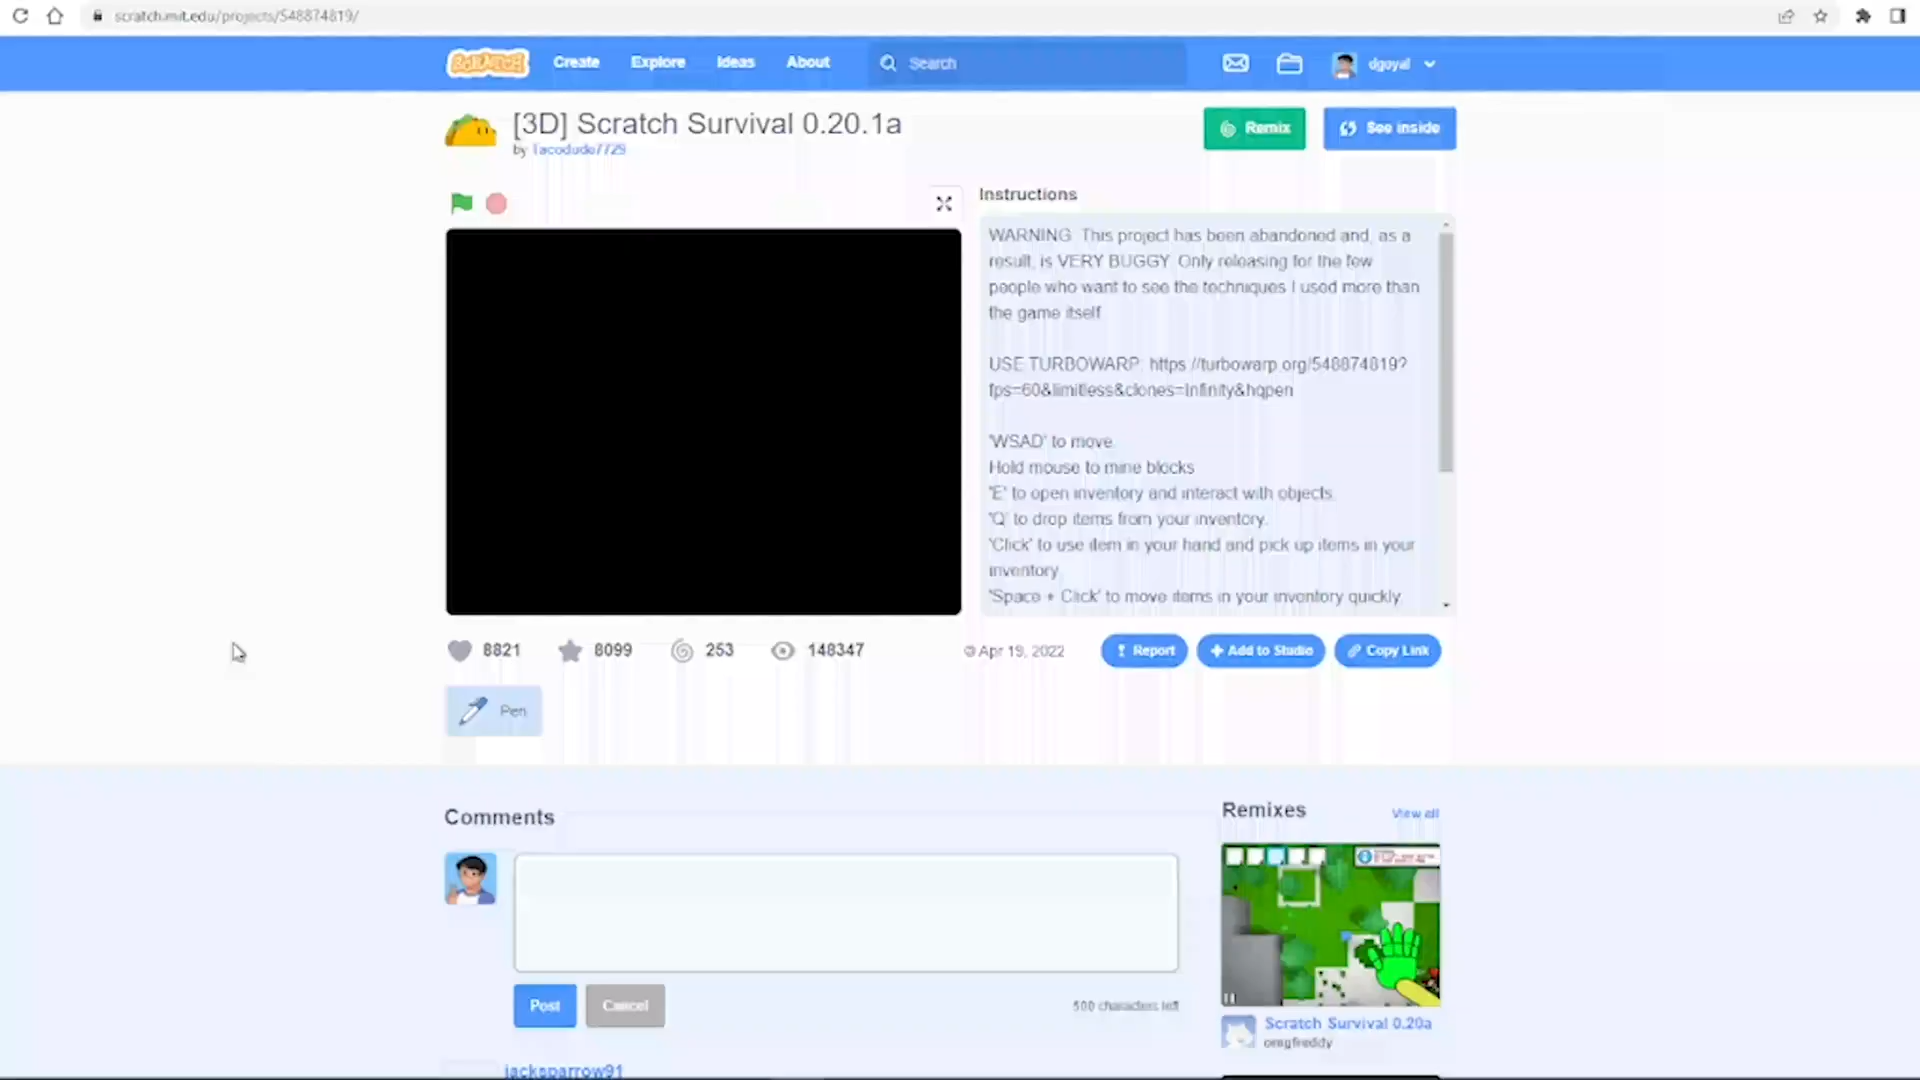 scratch.mit.edu/projects/548874819/
SCRATCH
Create
Explore
Ideas
About
Search
dgoyal
[3D] Scratch Survival 0.20.1a
by Tacodude7729
Remix
See inside
Instructions
WARNING: This project has been abandoned and, as a
result, is VERY BUGGY. Only releasing for the few
people who want to see the techniques I used more than
the game itself
USE TURBOWARP: https://turbowarp.org/548874819?
fps=60&limitless&clones=Infinity&hqpen
'WSAD' to move.
Hold mouse to mine blocks
'E' to open inventory and interact with objects.
'Q' to drop items from your inventory.
'Click' to use item in your hand and pick up items in your
inventory
'Space + Click' to move items in your inventory quickly.
8821
8099
253
148347
© Apr 19, 2022
Report
Add to Studio
Copy Link
Pen
Comments
Remixes
View all
Post
Cancel
500 characters left
Scratch Survival 0.20a
omgfreddy
jacksparrow91